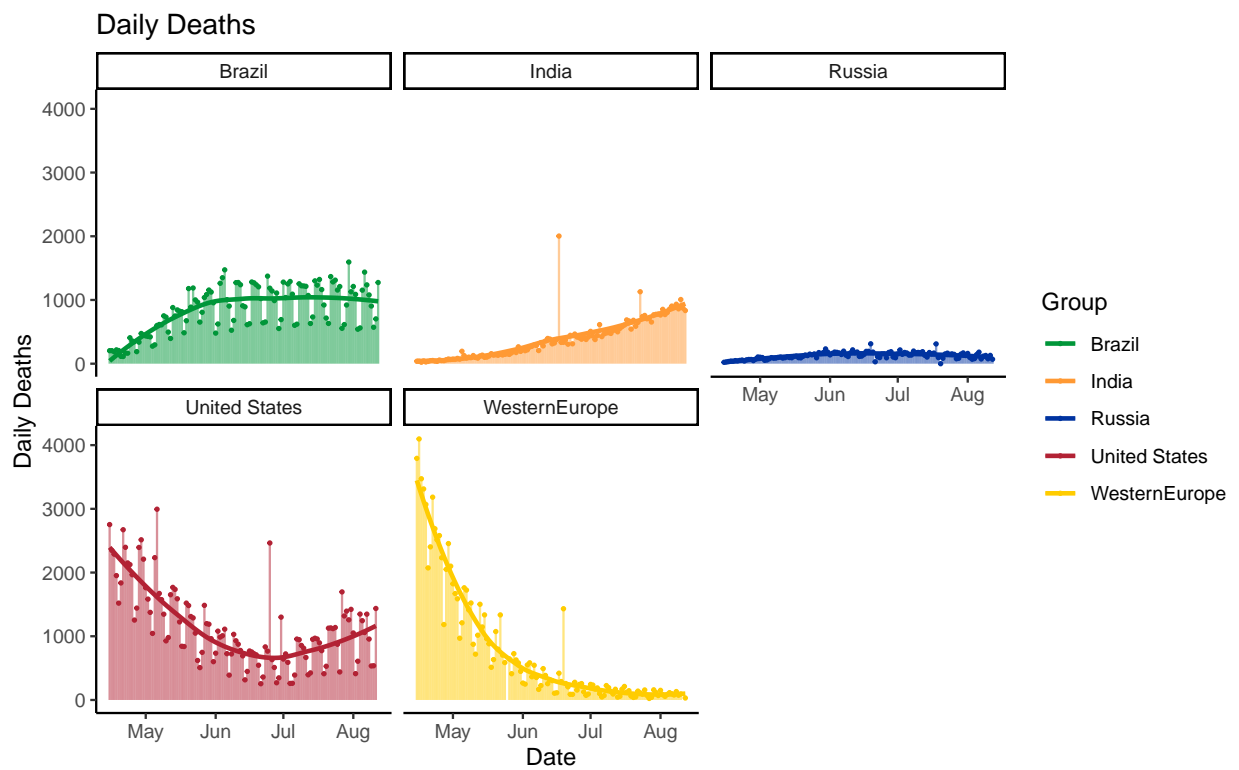 Daily Deaths
Brazil
India
Russia
4000
3000
2000
1000
0
May Jun Jul Aug
United States
WesternEurope
4000
3000
2000
1000
0
May Jun Jul Aug
May Jun Jul Aug
Daily Deaths
Date
Group
Brazil
India
Russia
United States
WesternEurope